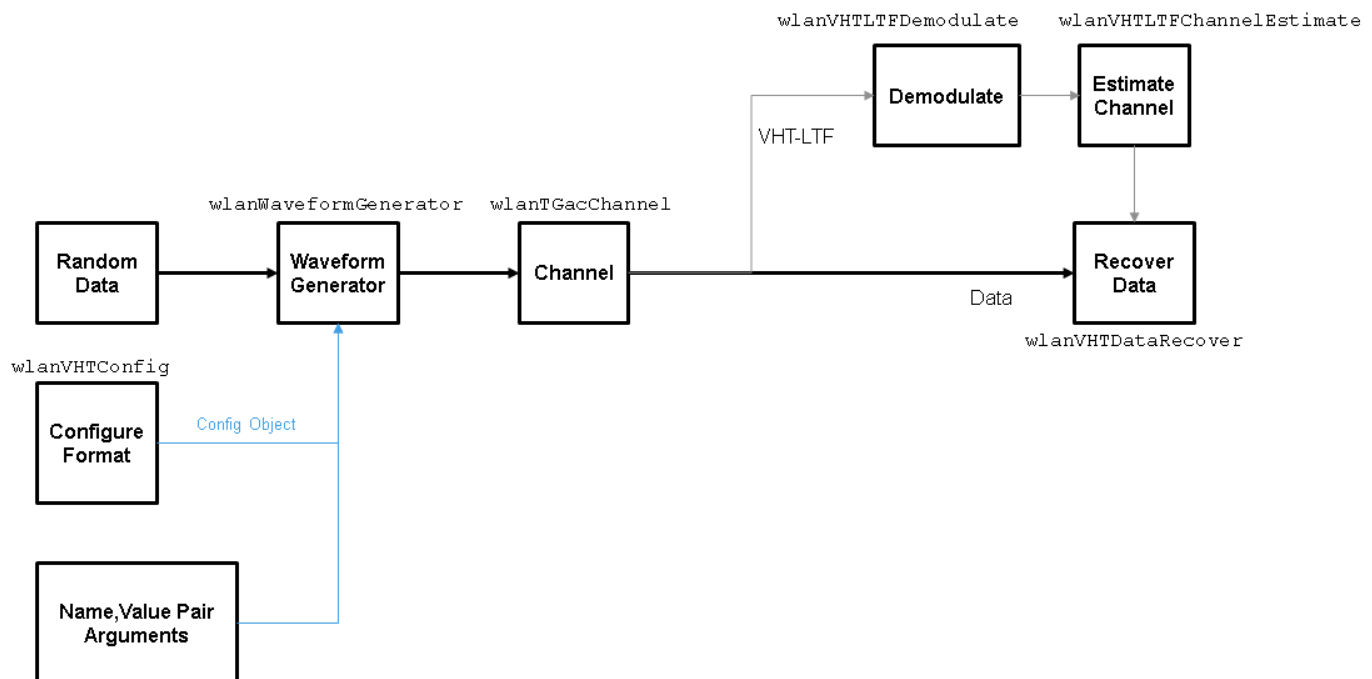 wlanVHTLTFDemodulate
wlanVHTLTFChannelEstimate
Demodulate
Estimate
Channel
VHT-LTF
wlanWaveformGenerator
wlanTGacChannel
Random
Data
Waveform
Generator
Channel
Recover
Data
Data
wlanVHTDataRecover
wlanVHTConfig
Configure
Format
Config Object
Name,Value Pair
Arguments